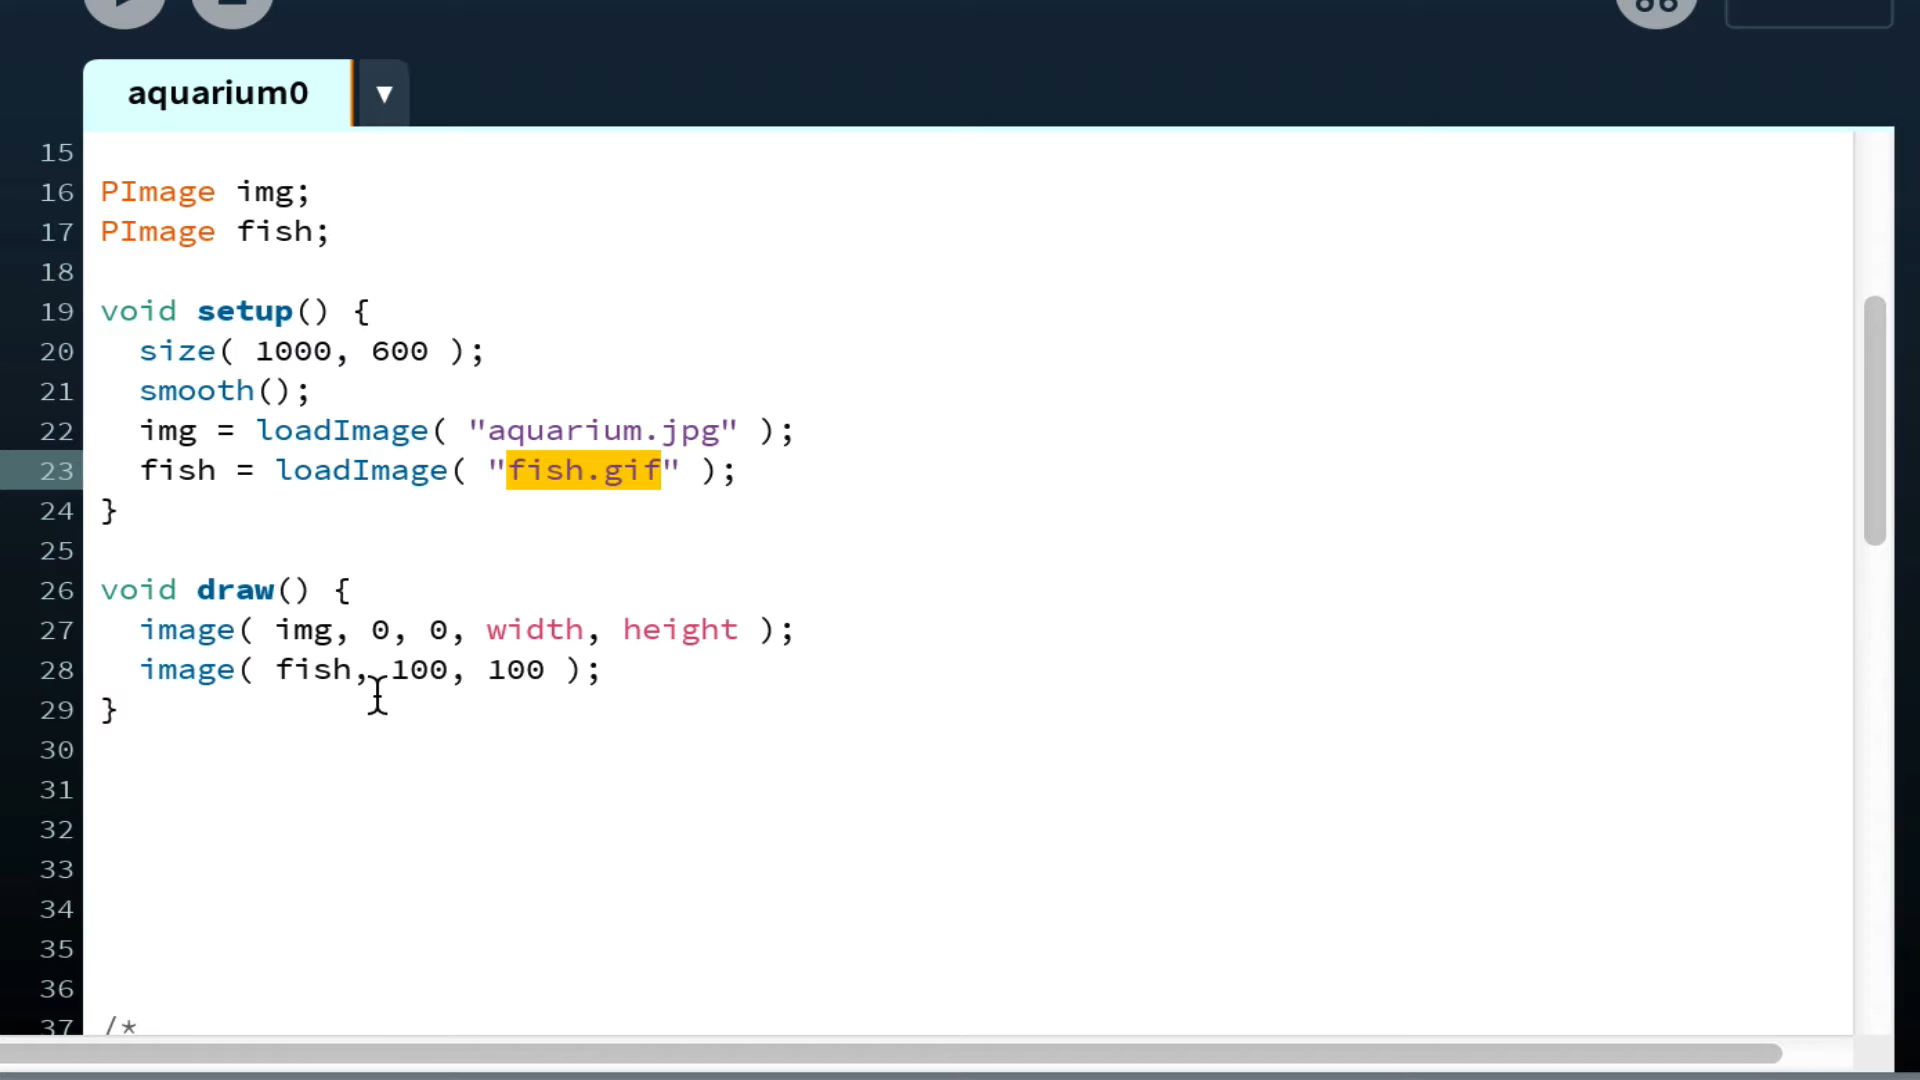 aquarium0 ▼
15
16 PImage img;
17 PImage fish;
18
19 void setup() {
20 size( 1000, 600 );
21 smooth();
22 img = loadImage( "aquarium.jpg" );
23 fish = loadImage( "fish.gif" );
24 }
25
26 void draw() {
27 image( img, 0, 0, width, height );
28 image( fish, 100, 100 );
29 }
30
31
32
33
34
35
36
37 /*